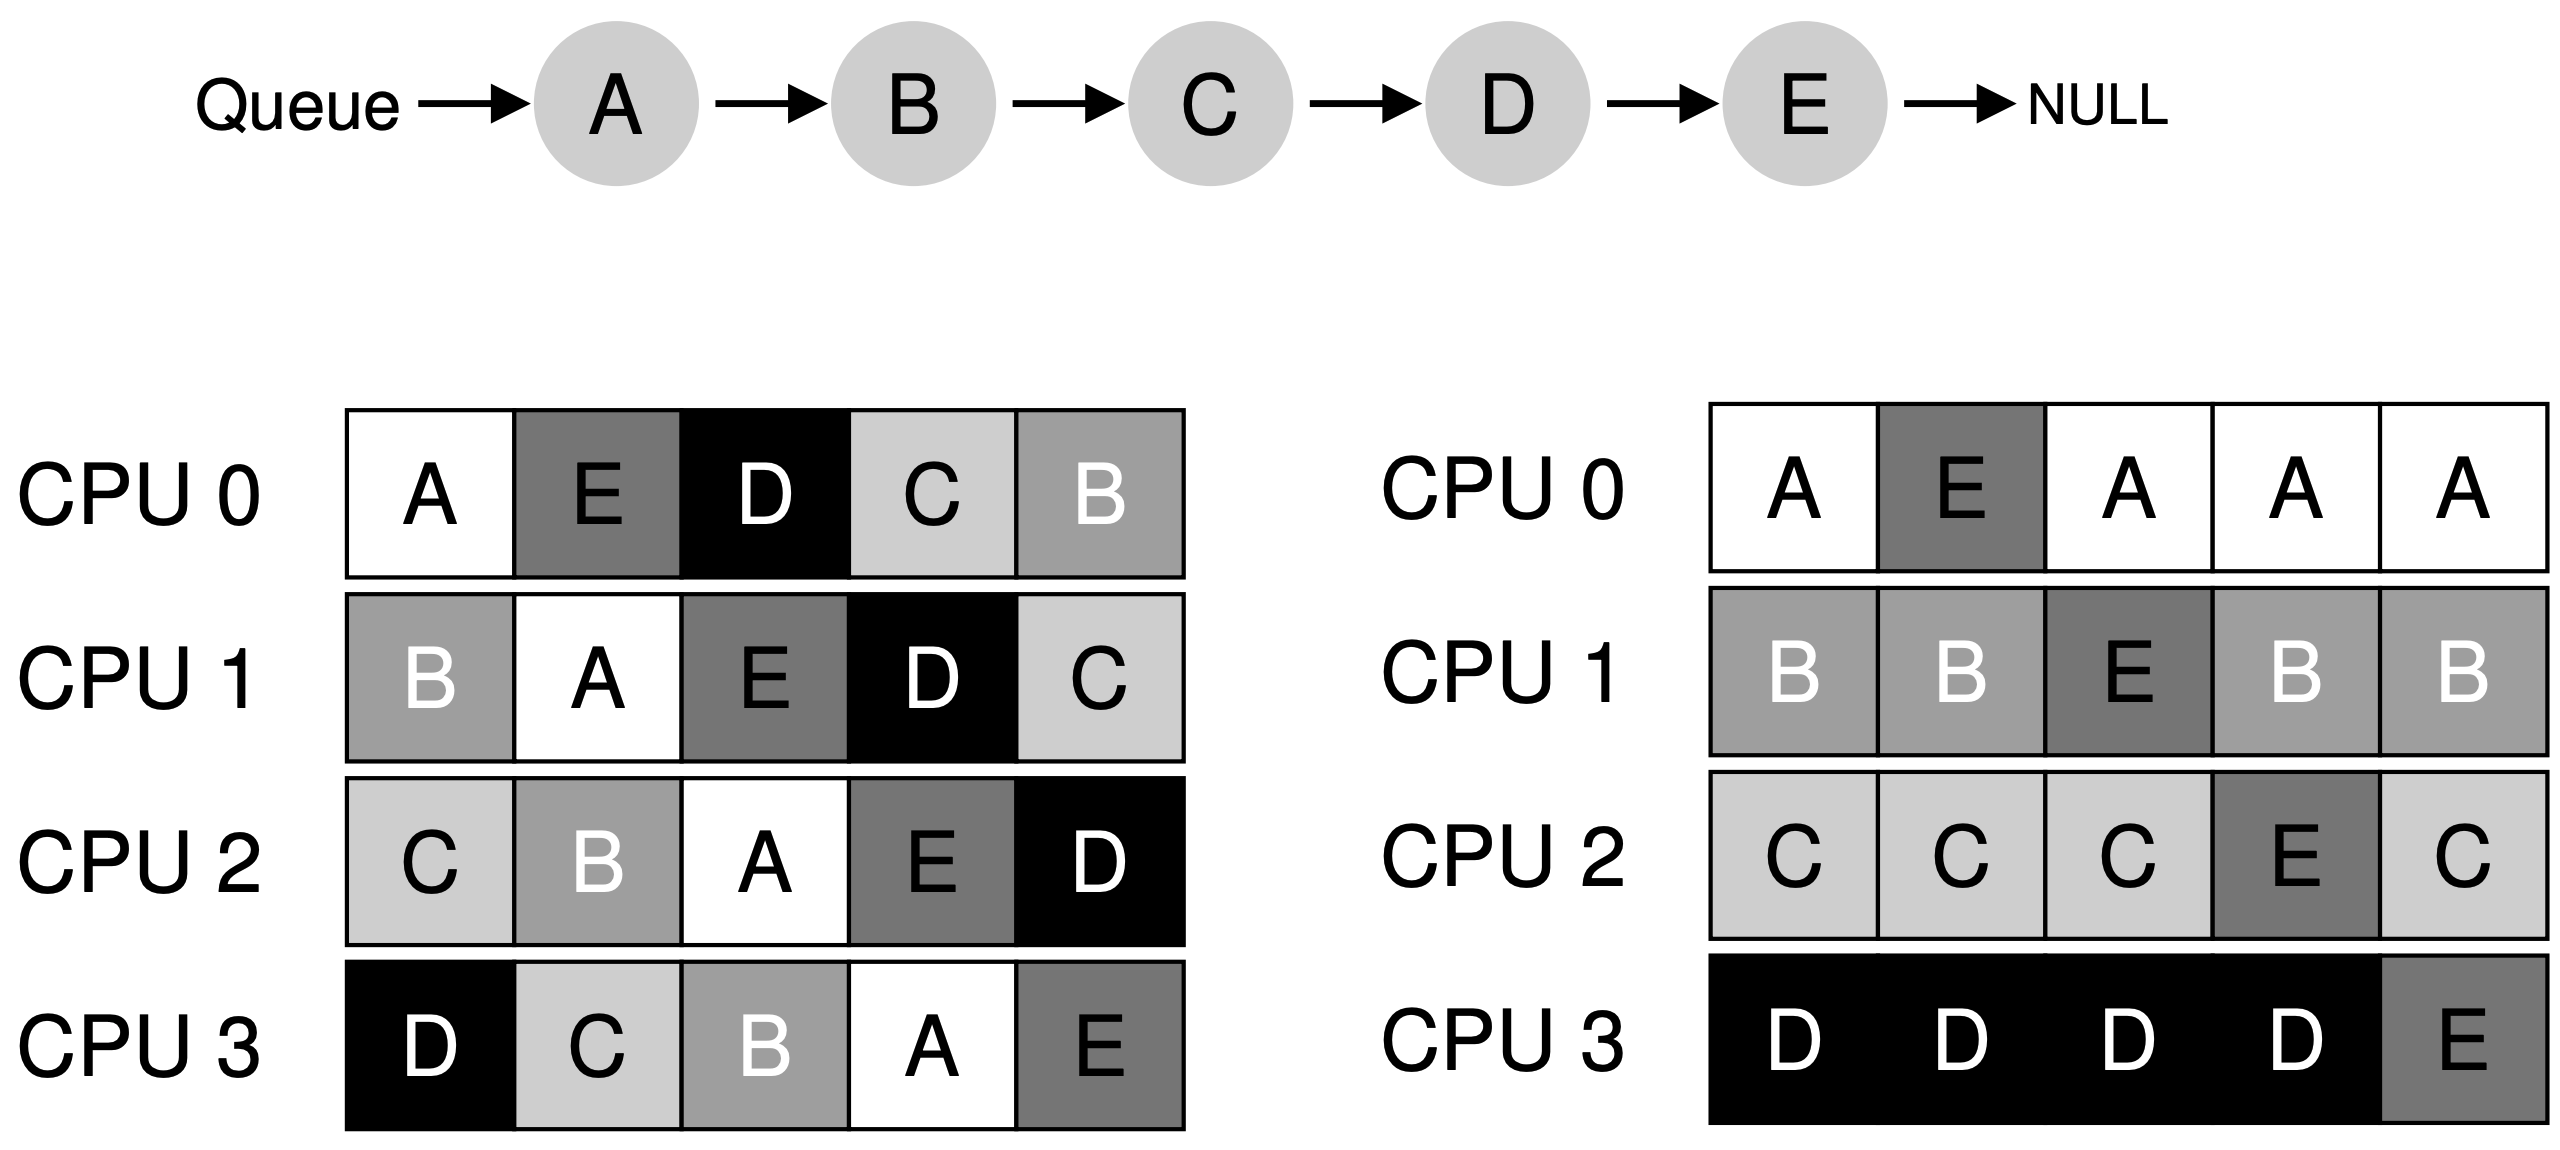 Queue A B C D E NULL
CPU 0 A E D C B
CPU 1 B A E D C
CPU 2 C B A E D
CPU 3 D C B A E
CPU 0 A E A A A
CPU 1 B B E B B
CPU 2 C C C E C
CPU 3 D D D D E